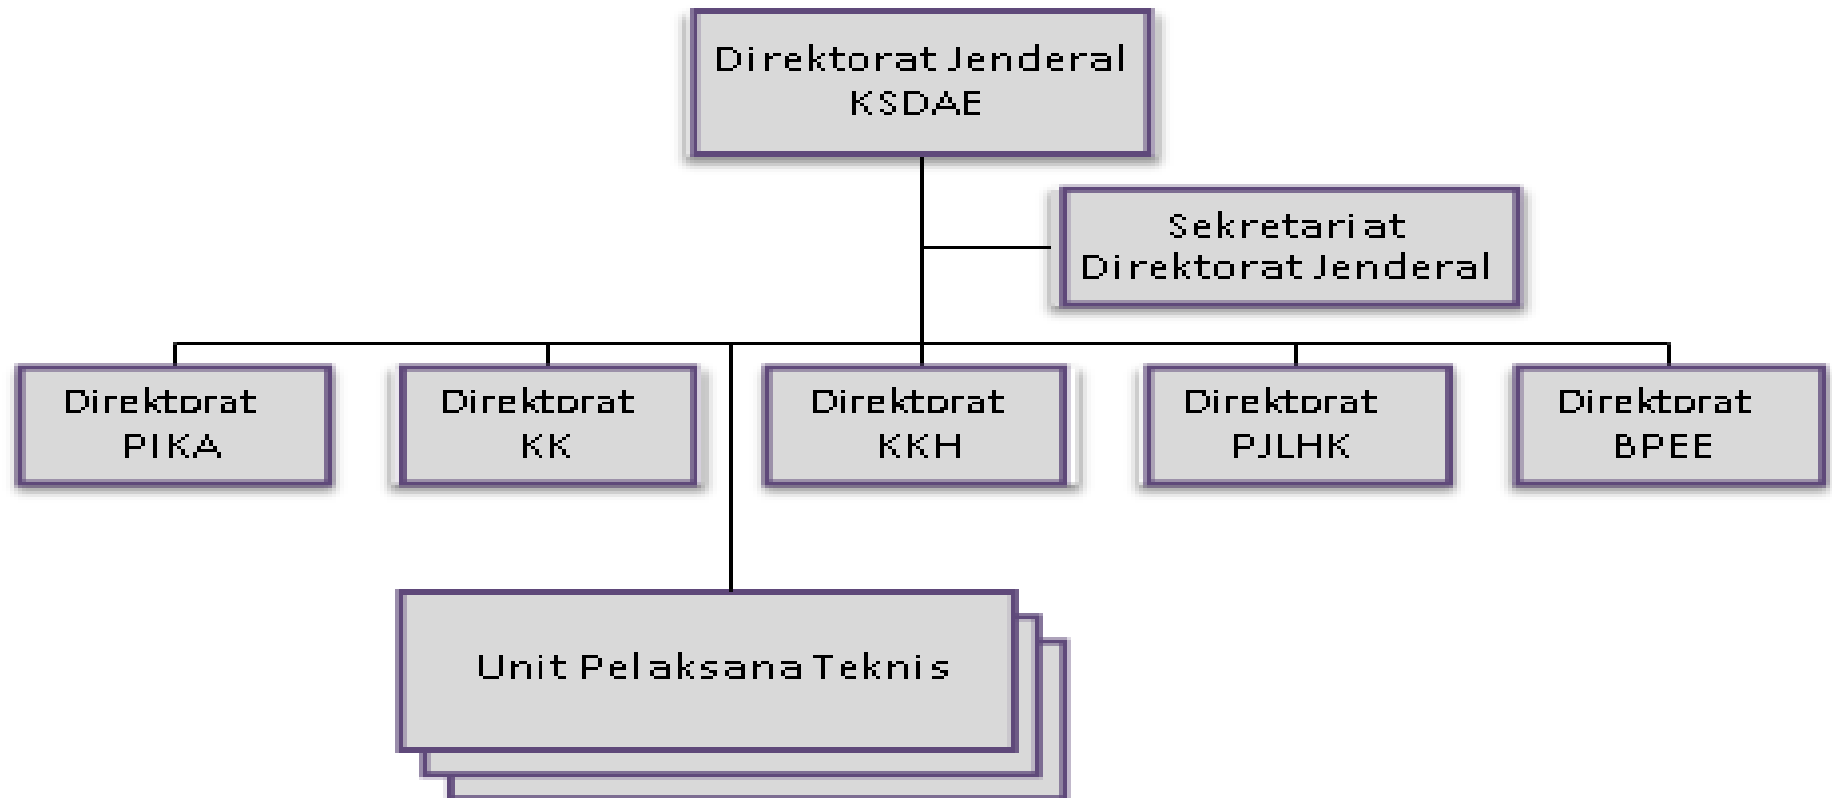 Direktorat Jenderal
KSDAE
Sekretariat
Direktorat Jenderal
Direktorat
PIKA
Direktorat
KK
Direktorat
KKH
Direktorat
PJLHK
Direktorat
BPEE
Unit Pelaksana Teknis